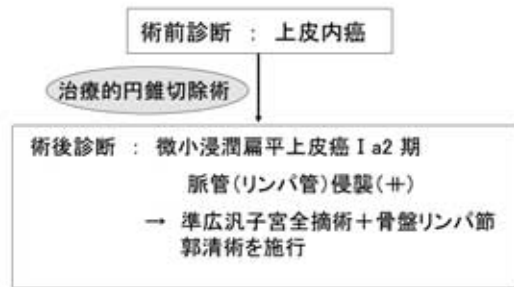 術前診断 : 上皮内癌
治療的円錐切除術
術後診断 : 微小浸潤扁平上皮癌Ⅰa2期
脈管(リンパ管)侵襲(⧺)
→ 準広汎子宮全摘術+骨盤リンパ節
郭清術を施行